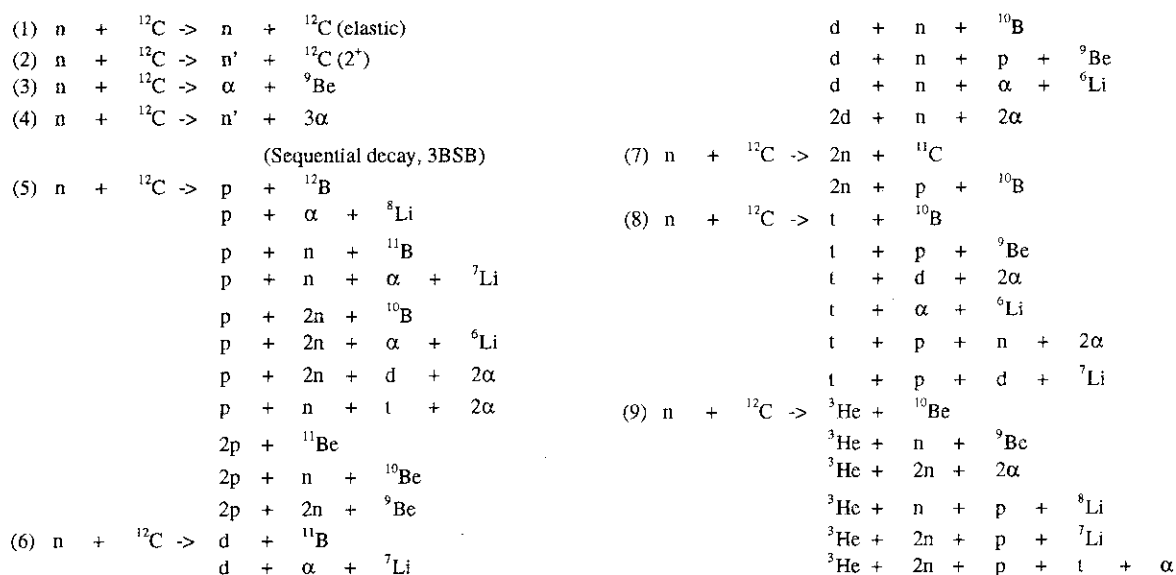 (1) n + ¹²C -> n + ¹²C (elastic)
(2) n + ¹²C -> n' + ¹²C (2⁺)
(3) n + ¹²C -> α + ⁹Be
(4) n + ¹²C -> n' + 3α
(Sequential decay, 3BSB)
(5) n + ¹²C -> p + ¹²B
p + α + ⁸Li
p + n + ¹¹B
p + n + α + ⁷Li
p + 2n + ¹⁰B
p + 2n + α + ⁶Li
p + 2n + d + 2α
p + n + t + 2α
2p + ¹¹Be
2p + n + ¹⁰Be
2p + 2n + ⁹Be
(6) n + ¹²C -> d + ¹¹B
d + α + ⁷Li
d + n + ¹⁰B
d + n + p + ⁹Be
d + n + α + ⁶Li
2d + n + 2α
(7) n + ¹²C -> 2n + ¹¹C
2n + p + ¹⁰B
(8) n + ¹²C -> t + ¹⁰B
t + p + ⁹Be
t + d + 2α
t + α + ⁶Li
t + p + n + 2α
t + p + d + ⁷Li
(9) n + ¹²C -> ³He + ¹⁰Be
³He + n + ⁹Be
³He + 2n + 2α
³He + n + p + ⁸Li
³He + 2n + p + ⁷Li
³He + 2n + p + t + α